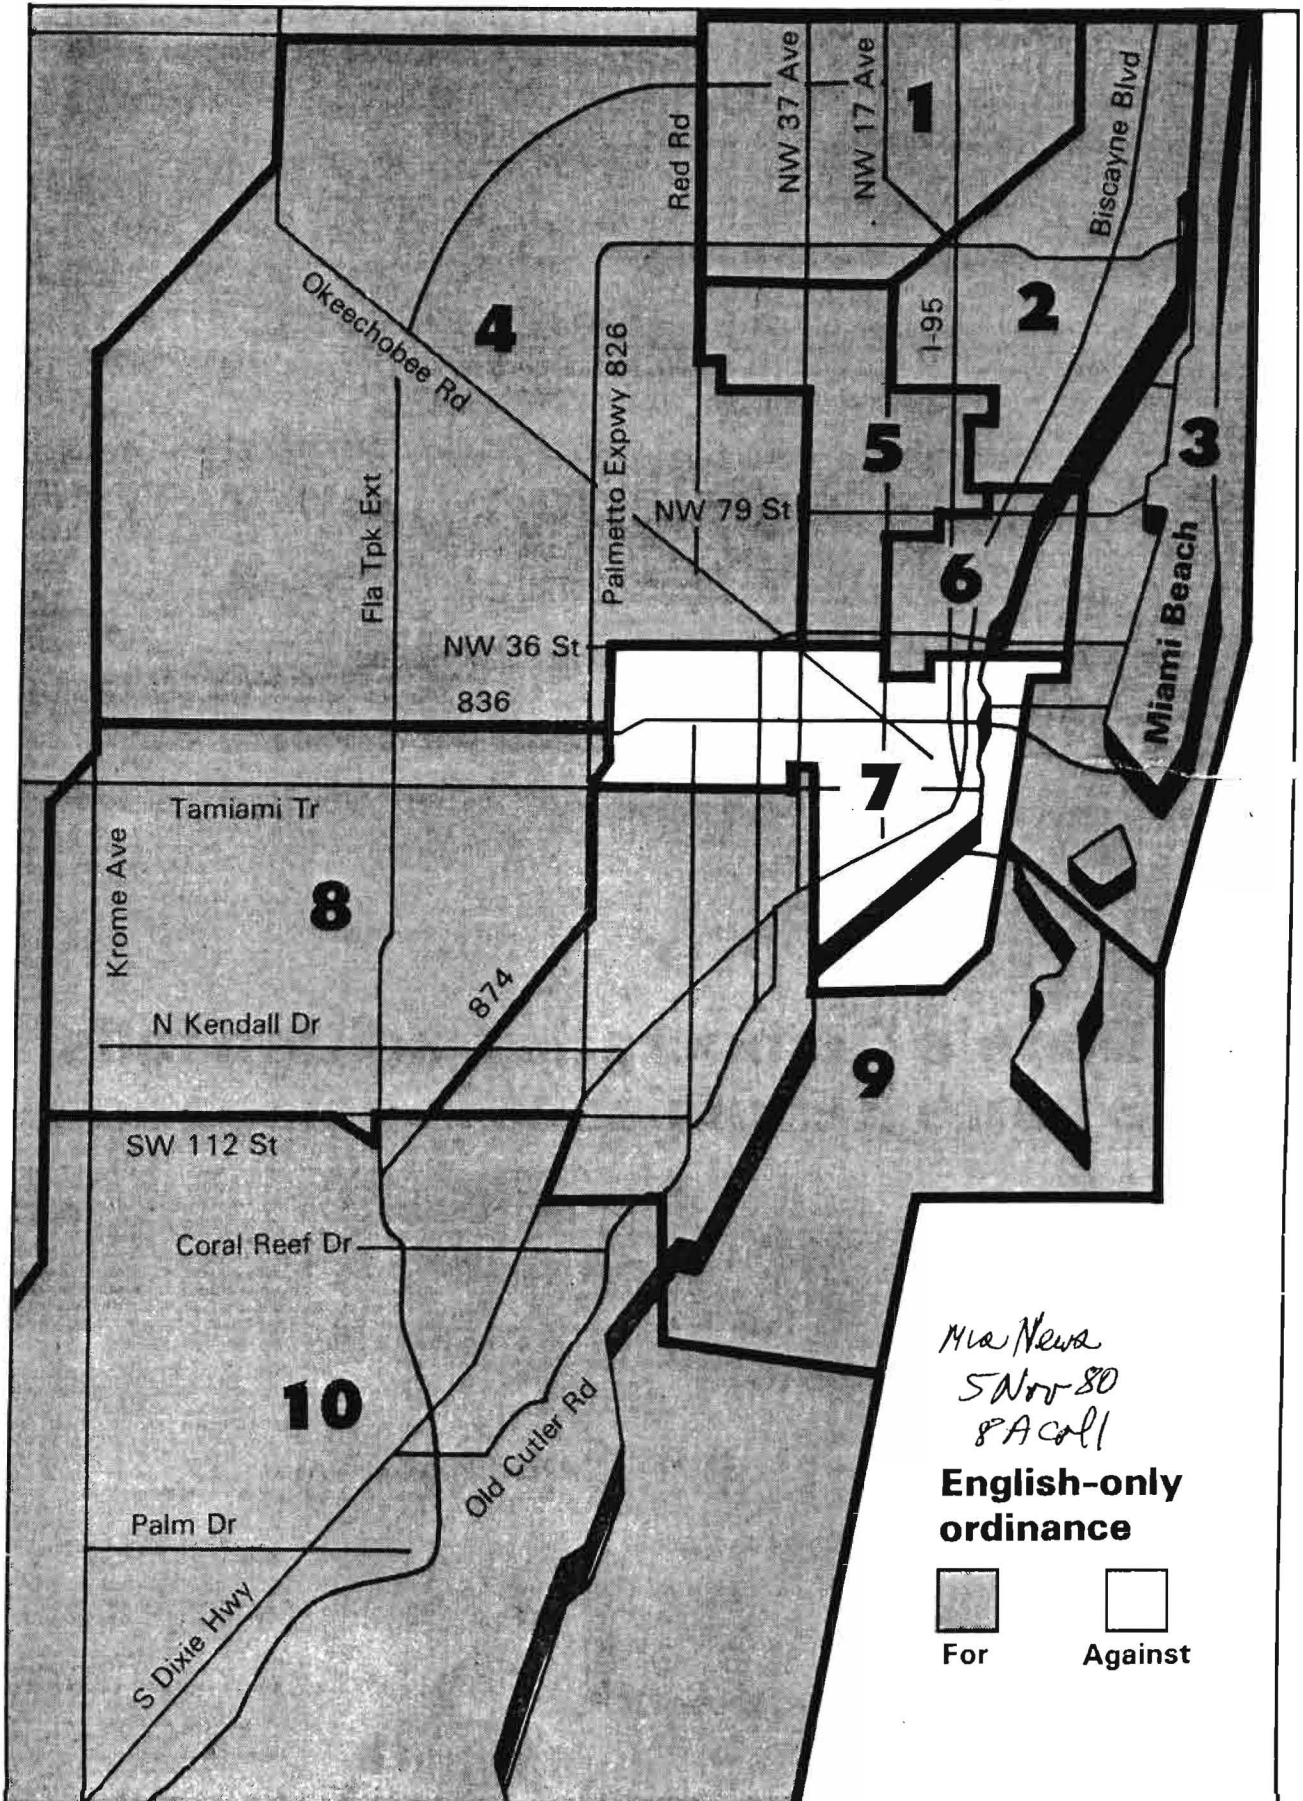 NW 37 Ave
NW 17 Ave
1
Biscayne Blvd
Red Rd
Okeechobee Rd
4
Palmetto Expwy 826
I-95
2
5
3
Fla Tpk Ext
NW 79 St
6
Miami Beach
NW 36 St
836
7
Tamiami Tr
Krome Ave
8
874
N Kendall Dr
9
SW 112 St
Coral Reef Dr
10
Old Cutler Rd
Palm Dr
S Dixie Hwy
Mia News
5 Nov 80
8A col 1
English-only
ordinance
For
Against